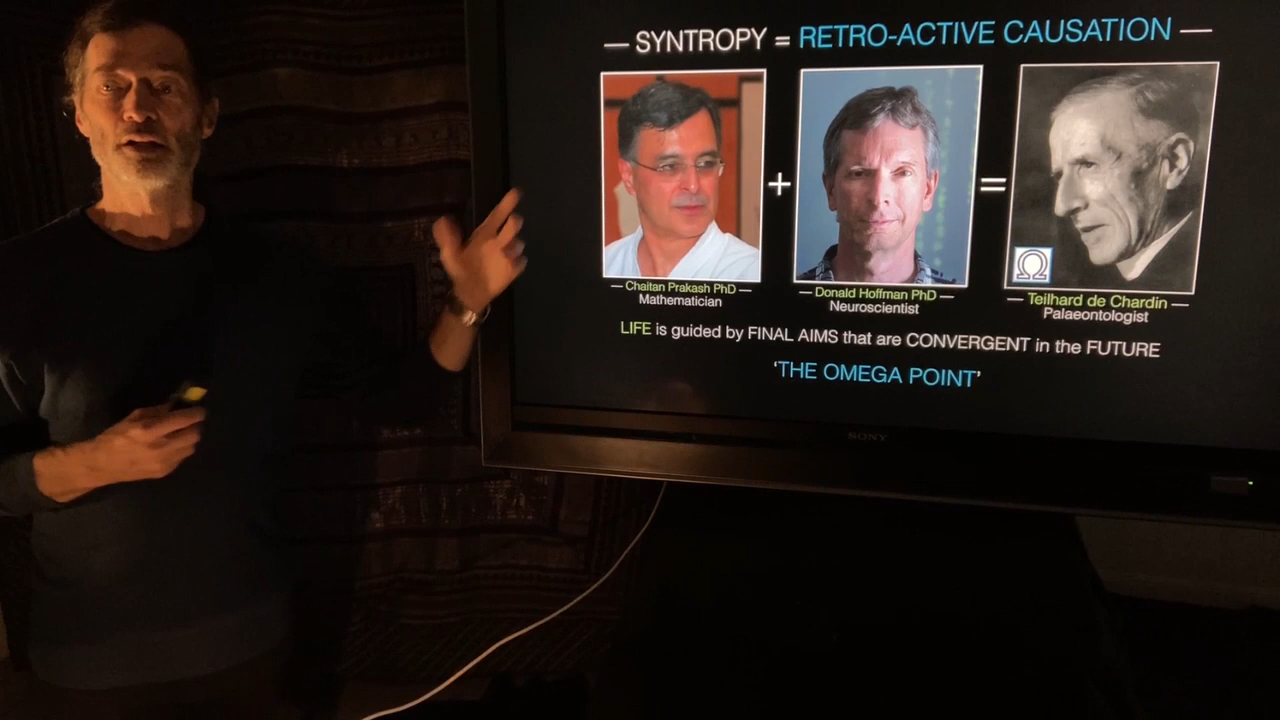 — SYNTROPY = RETRO-ACTIVE CAUSATION —
+
=
Ω
— Chaitan Prakash PhD —
Mathematician
— Donald Hoffman PhD —
Neuroscientist
— Teilhard de Chardin —
Palaeontologist
LIFE is guided by FINAL AIMS that are CONVERGENT in the FUTURE
‘THE OMEGA POINT’
SONY